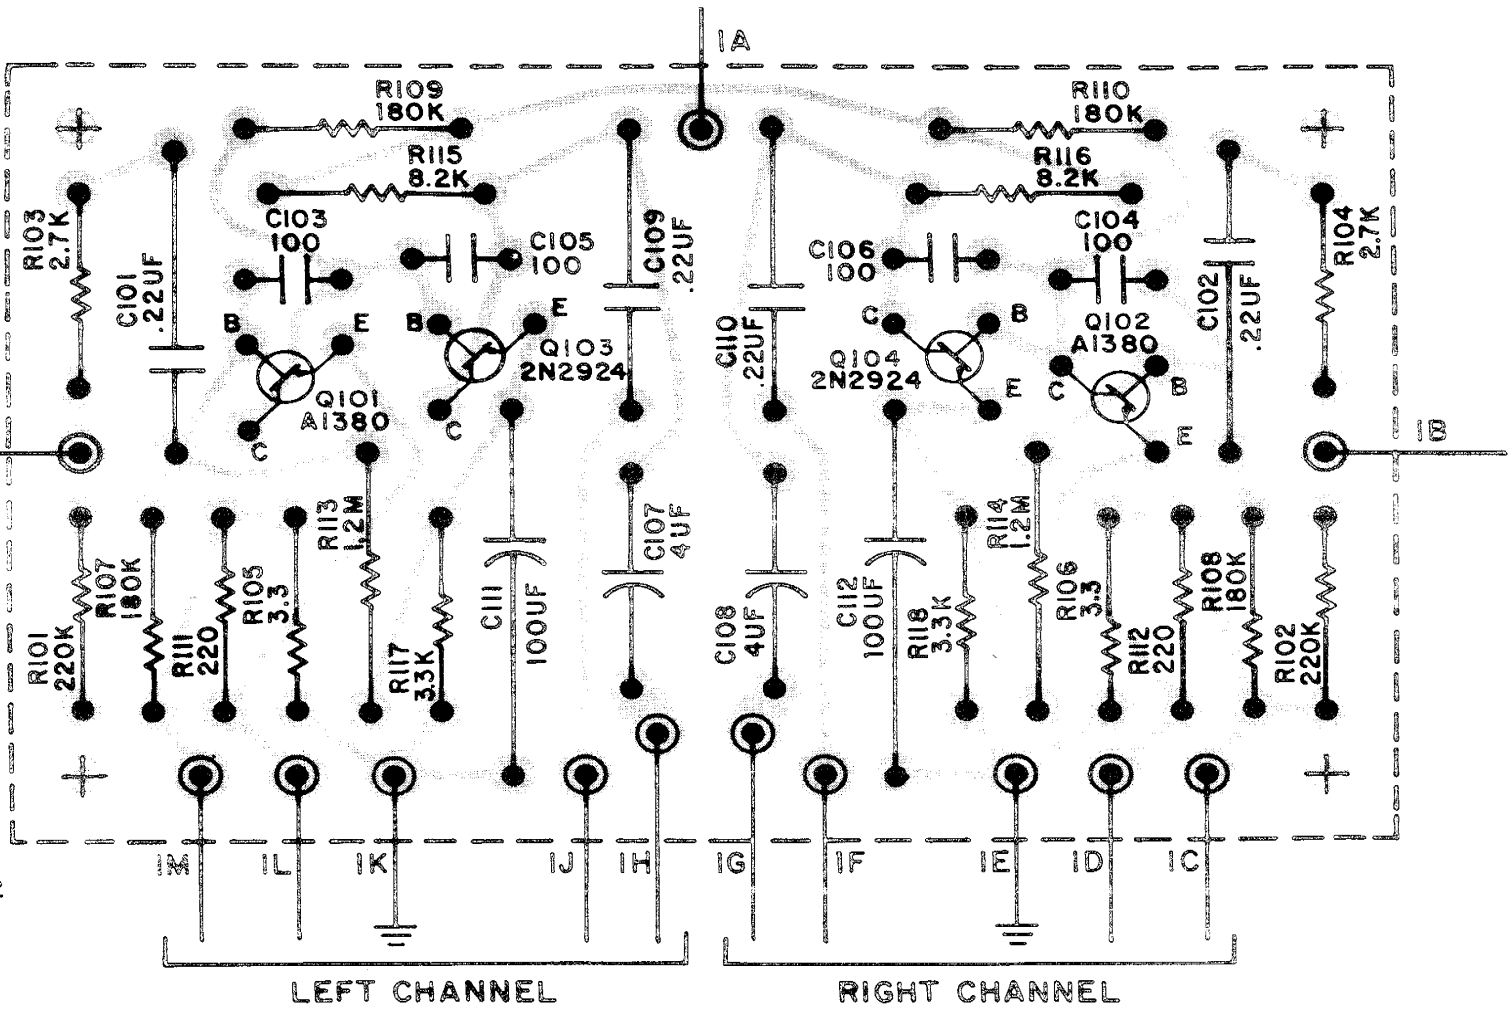 1A
R109
180K
R110
180K
R115
8.2K
R116
8.2K
R103
2.7K
C101
.22UF
C103
100
C105
100
C109
.22UF
C106
100
C104
100
C102
.22UF
R104
2.7K
B
E
C
Q101
A1380
B
E
C
Q103
2N2924
C110
.22UF
C
B
E
Q104
2N2924
Q102
A1380
C
B
E
1B
R101
220K
R107
180K
R111
220
R105
3.3
R113
1.2M
R117
3.3K
C111
100UF
C107
4UF
C108
4UF
C112
100UF
R118
3.3K
R114
1.2M
R106
3.3
R112
220
R108
180K
R102
220K
1M
1L
1K
1J
1H
1G
1F
1E
1D
1C
LEFT CHANNEL
RIGHT CHANNEL